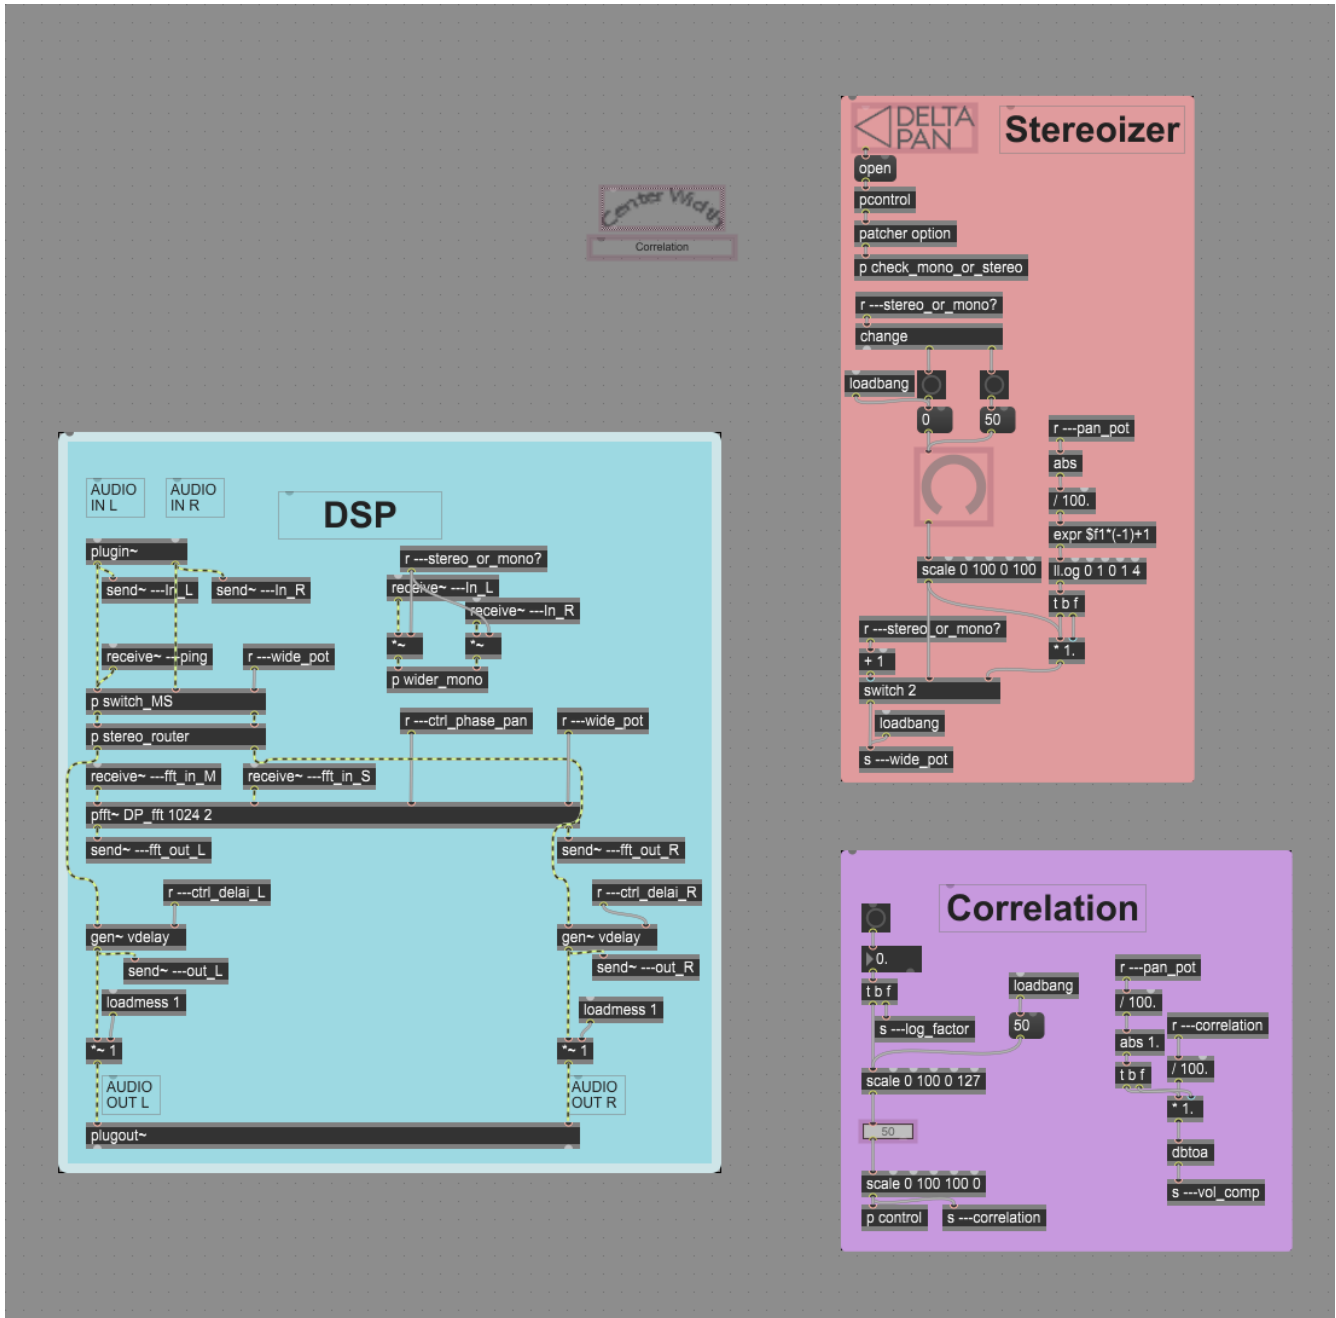 DELTA
PAN
Stereoizer
open
pcontrol
patcher option
p check_mono_or_stereo
r ---stereo_or_mono?
change
loadbang
0
50
r ---pan_pot
abs
/ 100.
expr $f1*(-1)+1
scale 0 100 0 100
ll.og 0 1 0 1 4
t b f
r ---stereo_or_mono?
* 1.
+ 1
switch 2
loadbang
s ---wide_pot
Center Width
Correlation
AUDIO
IN L
AUDIO
IN R
DSP
plugin~
r ---stereo_or_mono?
send~ ---In_L
send~ ---In_R
receive~ ---In_L
receive~ ---In_R
*~
*~
receive~ ---ping
r ---wide_pot
p wider_mono
p switch_MS
r ---ctrl_phase_pan
r ---wide_pot
p stereo_router
receive~ ---fft_in_M
receive~ ---fft_in_S
pfft~ DP_fft 1024 2
send~ ---fft_out_L
send~ ---fft_out_R
r ---ctrl_delai_L
r ---ctrl_delai_R
gen~ vdelay
gen~ vdelay
send~ ---out_L
send~ ---out_R
loadmess 1
loadmess 1
*~ 1
*~ 1
AUDIO
OUT L
AUDIO
OUT R
plugout~
Correlation
0.
t b f
s ---log_factor
loadbang
50
scale 0 100 0 127
50
scale 0 100 100 0
p control
s ---correlation
r ---pan_pot
/ 100.
abs 1.
t b f
r ---correlation
/ 100.
* 1.
dbtoa
s ---vol_comp